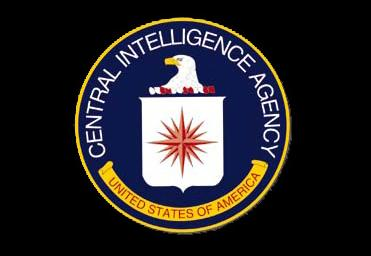 CENTRAL INTELLIGENCE AGENCY
UNITED STATES OF AMERICA